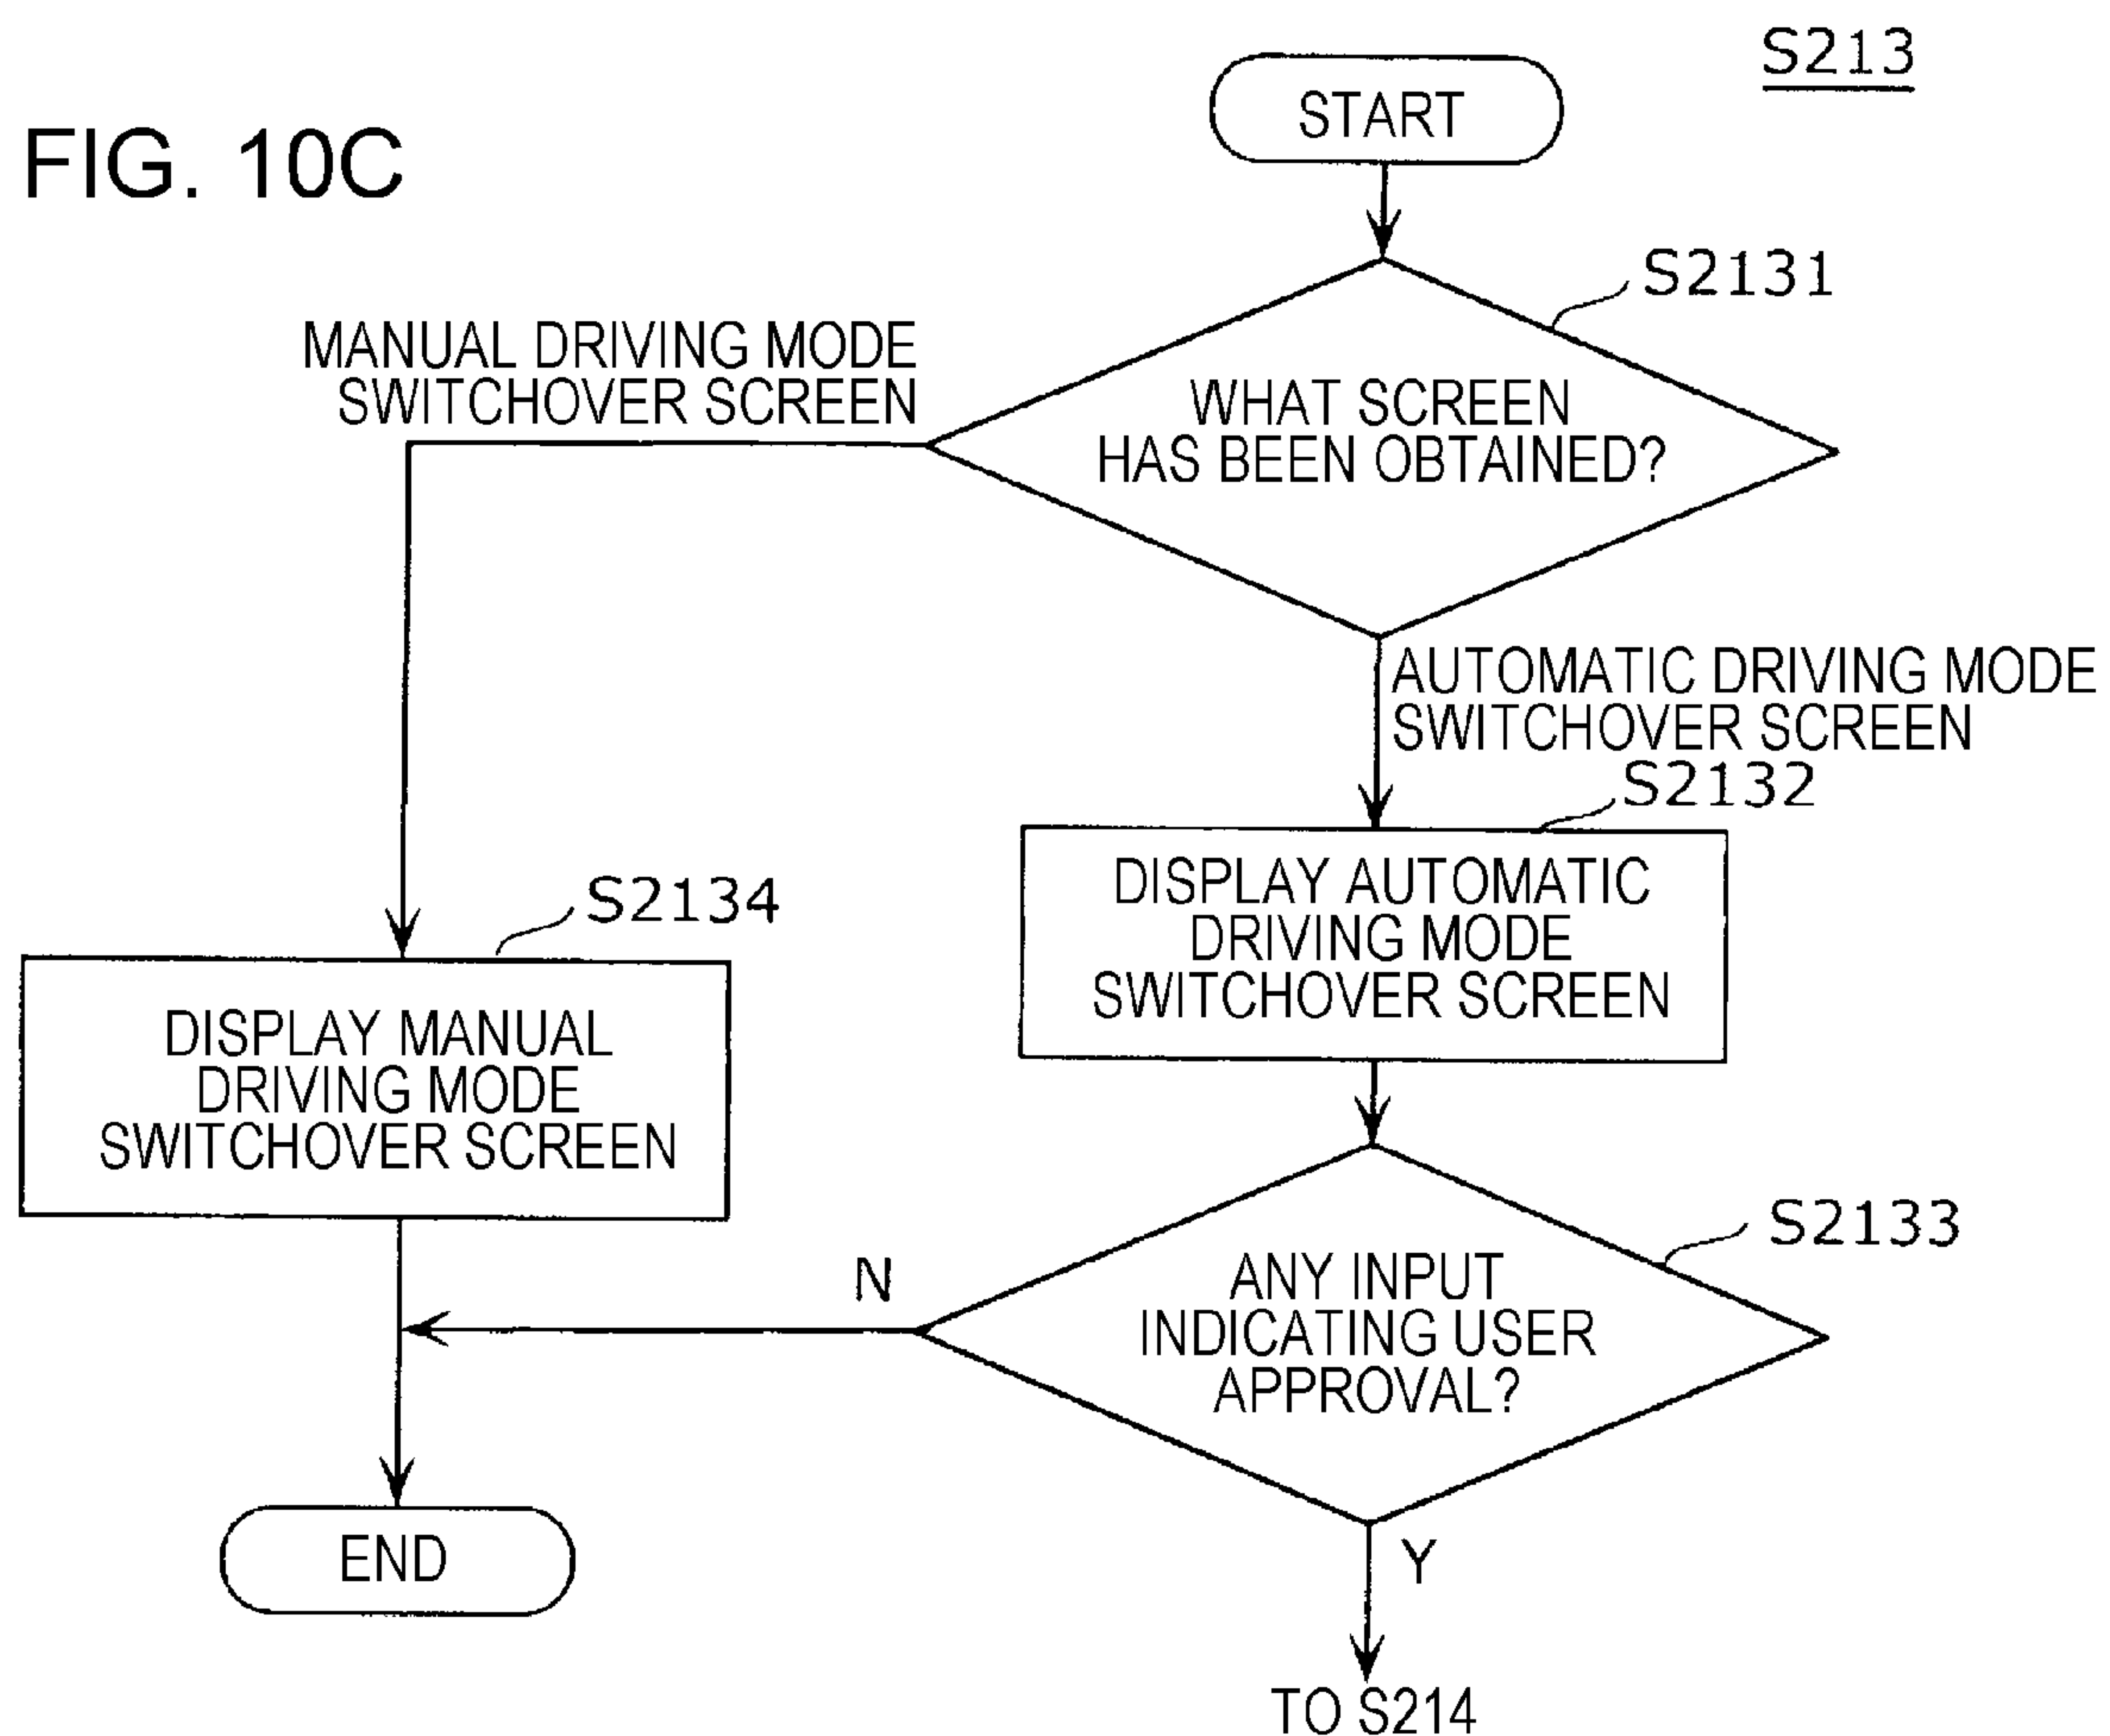 S213
FIG. 10C
START
S2131
MANUAL DRIVING MODE
SWITCHOVER SCREEN
WHAT SCREEN
HAS BEEN OBTAINED?
AUTOMATIC DRIVING MODE
SWITCHOVER SCREEN
S2132
DISPLAY AUTOMATIC
DRIVING MODE
SWITCHOVER SCREEN
S2134
DISPLAY MANUAL
DRIVING MODE
SWITCHOVER SCREEN
S2133
N
ANY INPUT
INDICATING USER
APPROVAL?
END
Y
TO S214